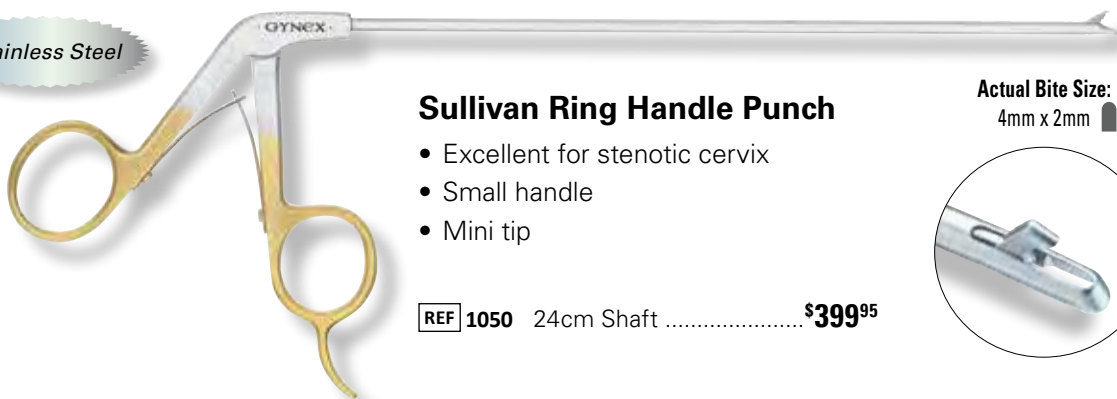 Stainless Steel
GYNEX
Sullivan Ring Handle Punch
• Excellent for stenotic cervix
• Small handle
• Mini tip
REF 1050 24cm Shaft ...................... $39995
Actual Bite Size:
4mm x 2mm